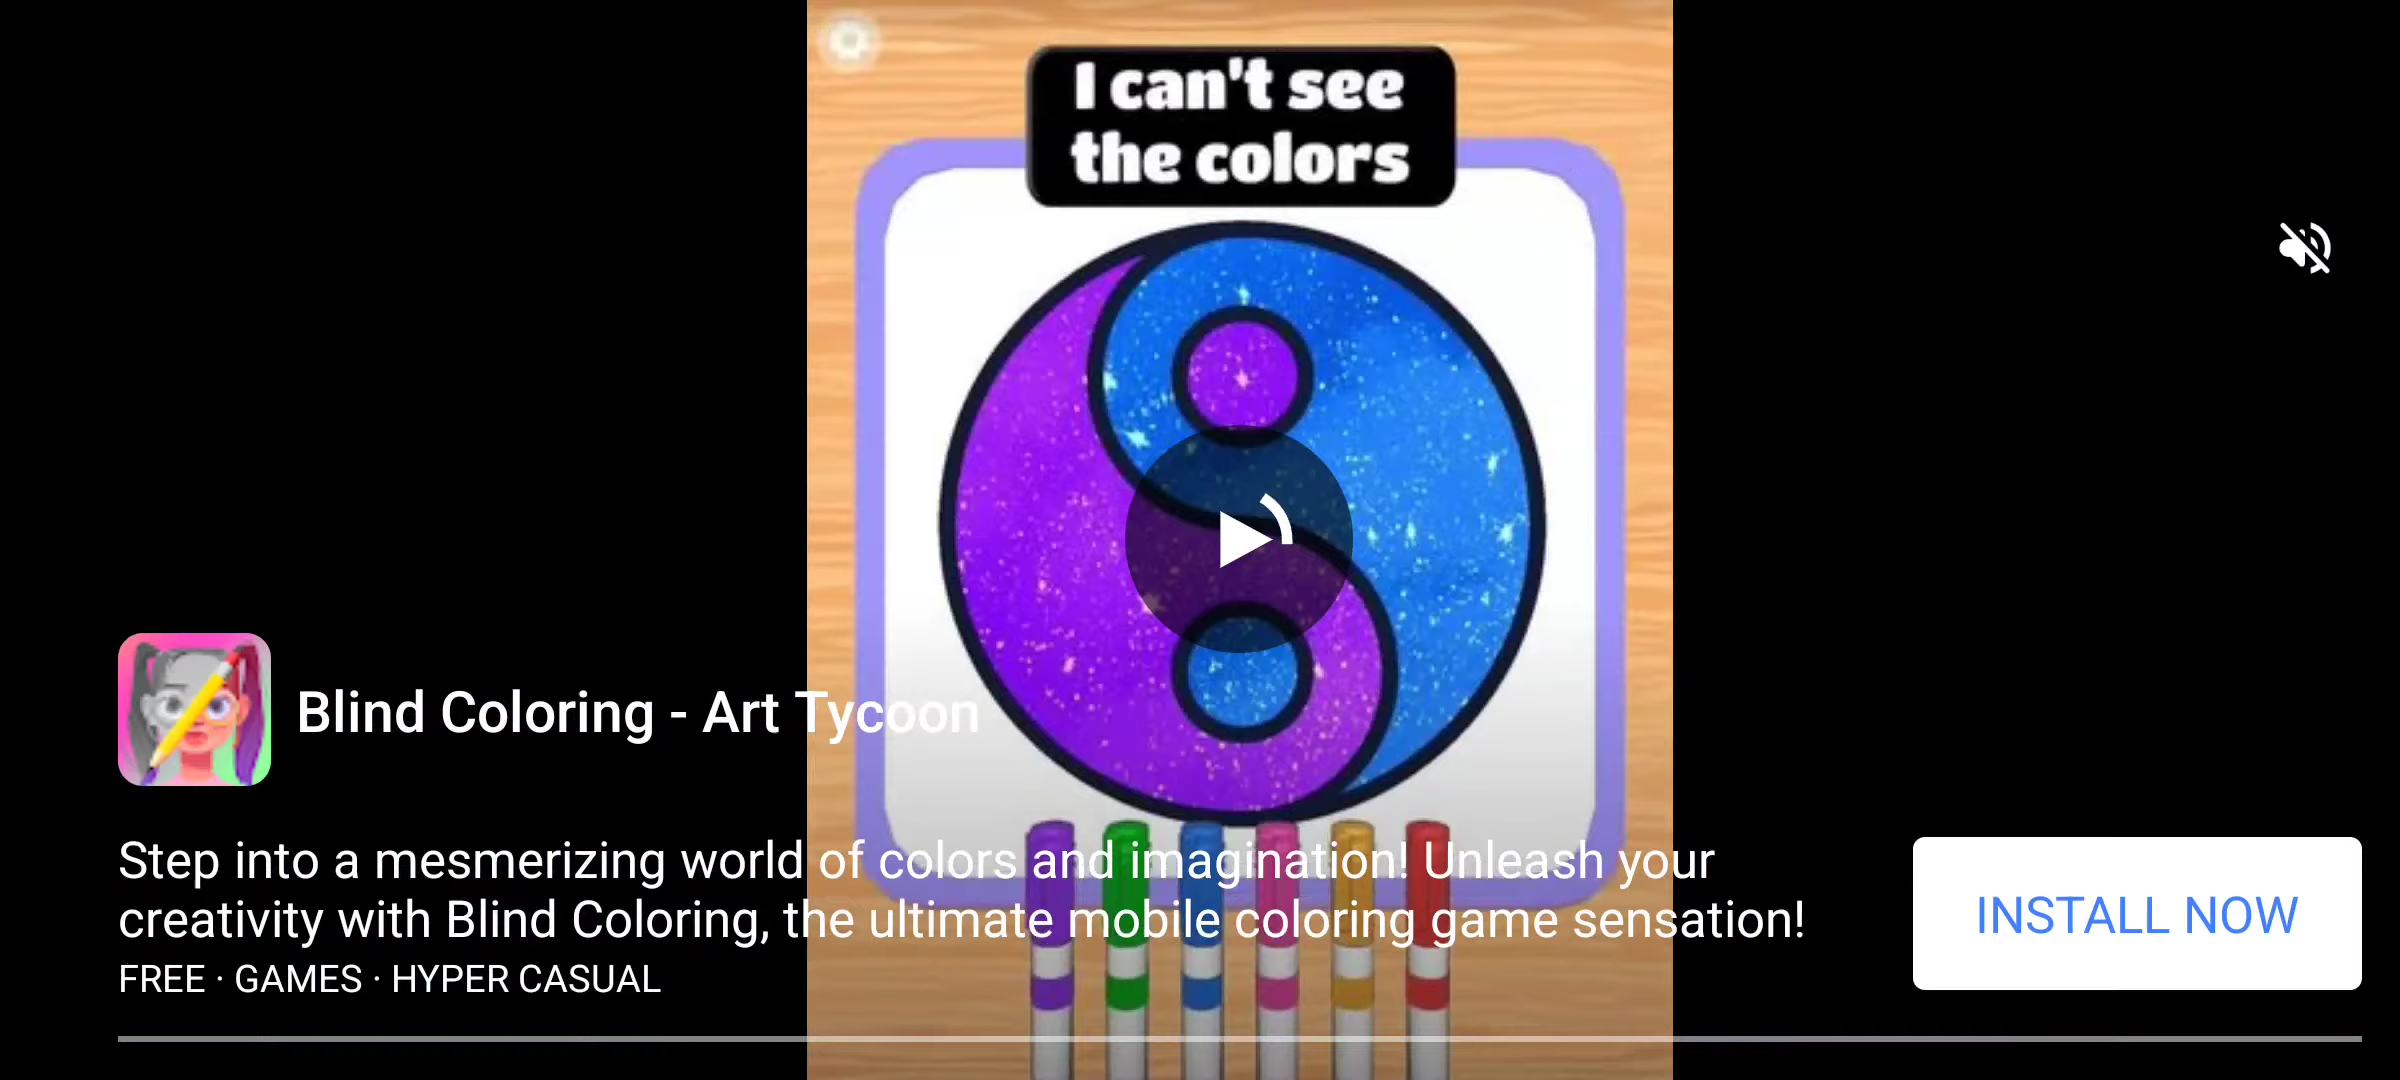 I can't see
the colors
Blind Coloring - Art Tycoon
Step into a mesmerizing world of colors and imagination! Unleash your
creativity with Blind Coloring, the ultimate mobile coloring game sensation!
FREE · GAMES · HYPER CASUAL
INSTALL NOW